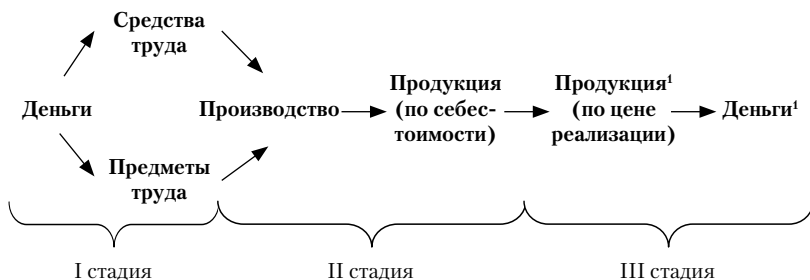 Средства
труда
Деньги
Производство
Продукция
(по себес-
тоимости)
Продукция¹
(по цене
реализации)
Деньги¹
Предметы
труда
I стадия
II стадия
III стадия